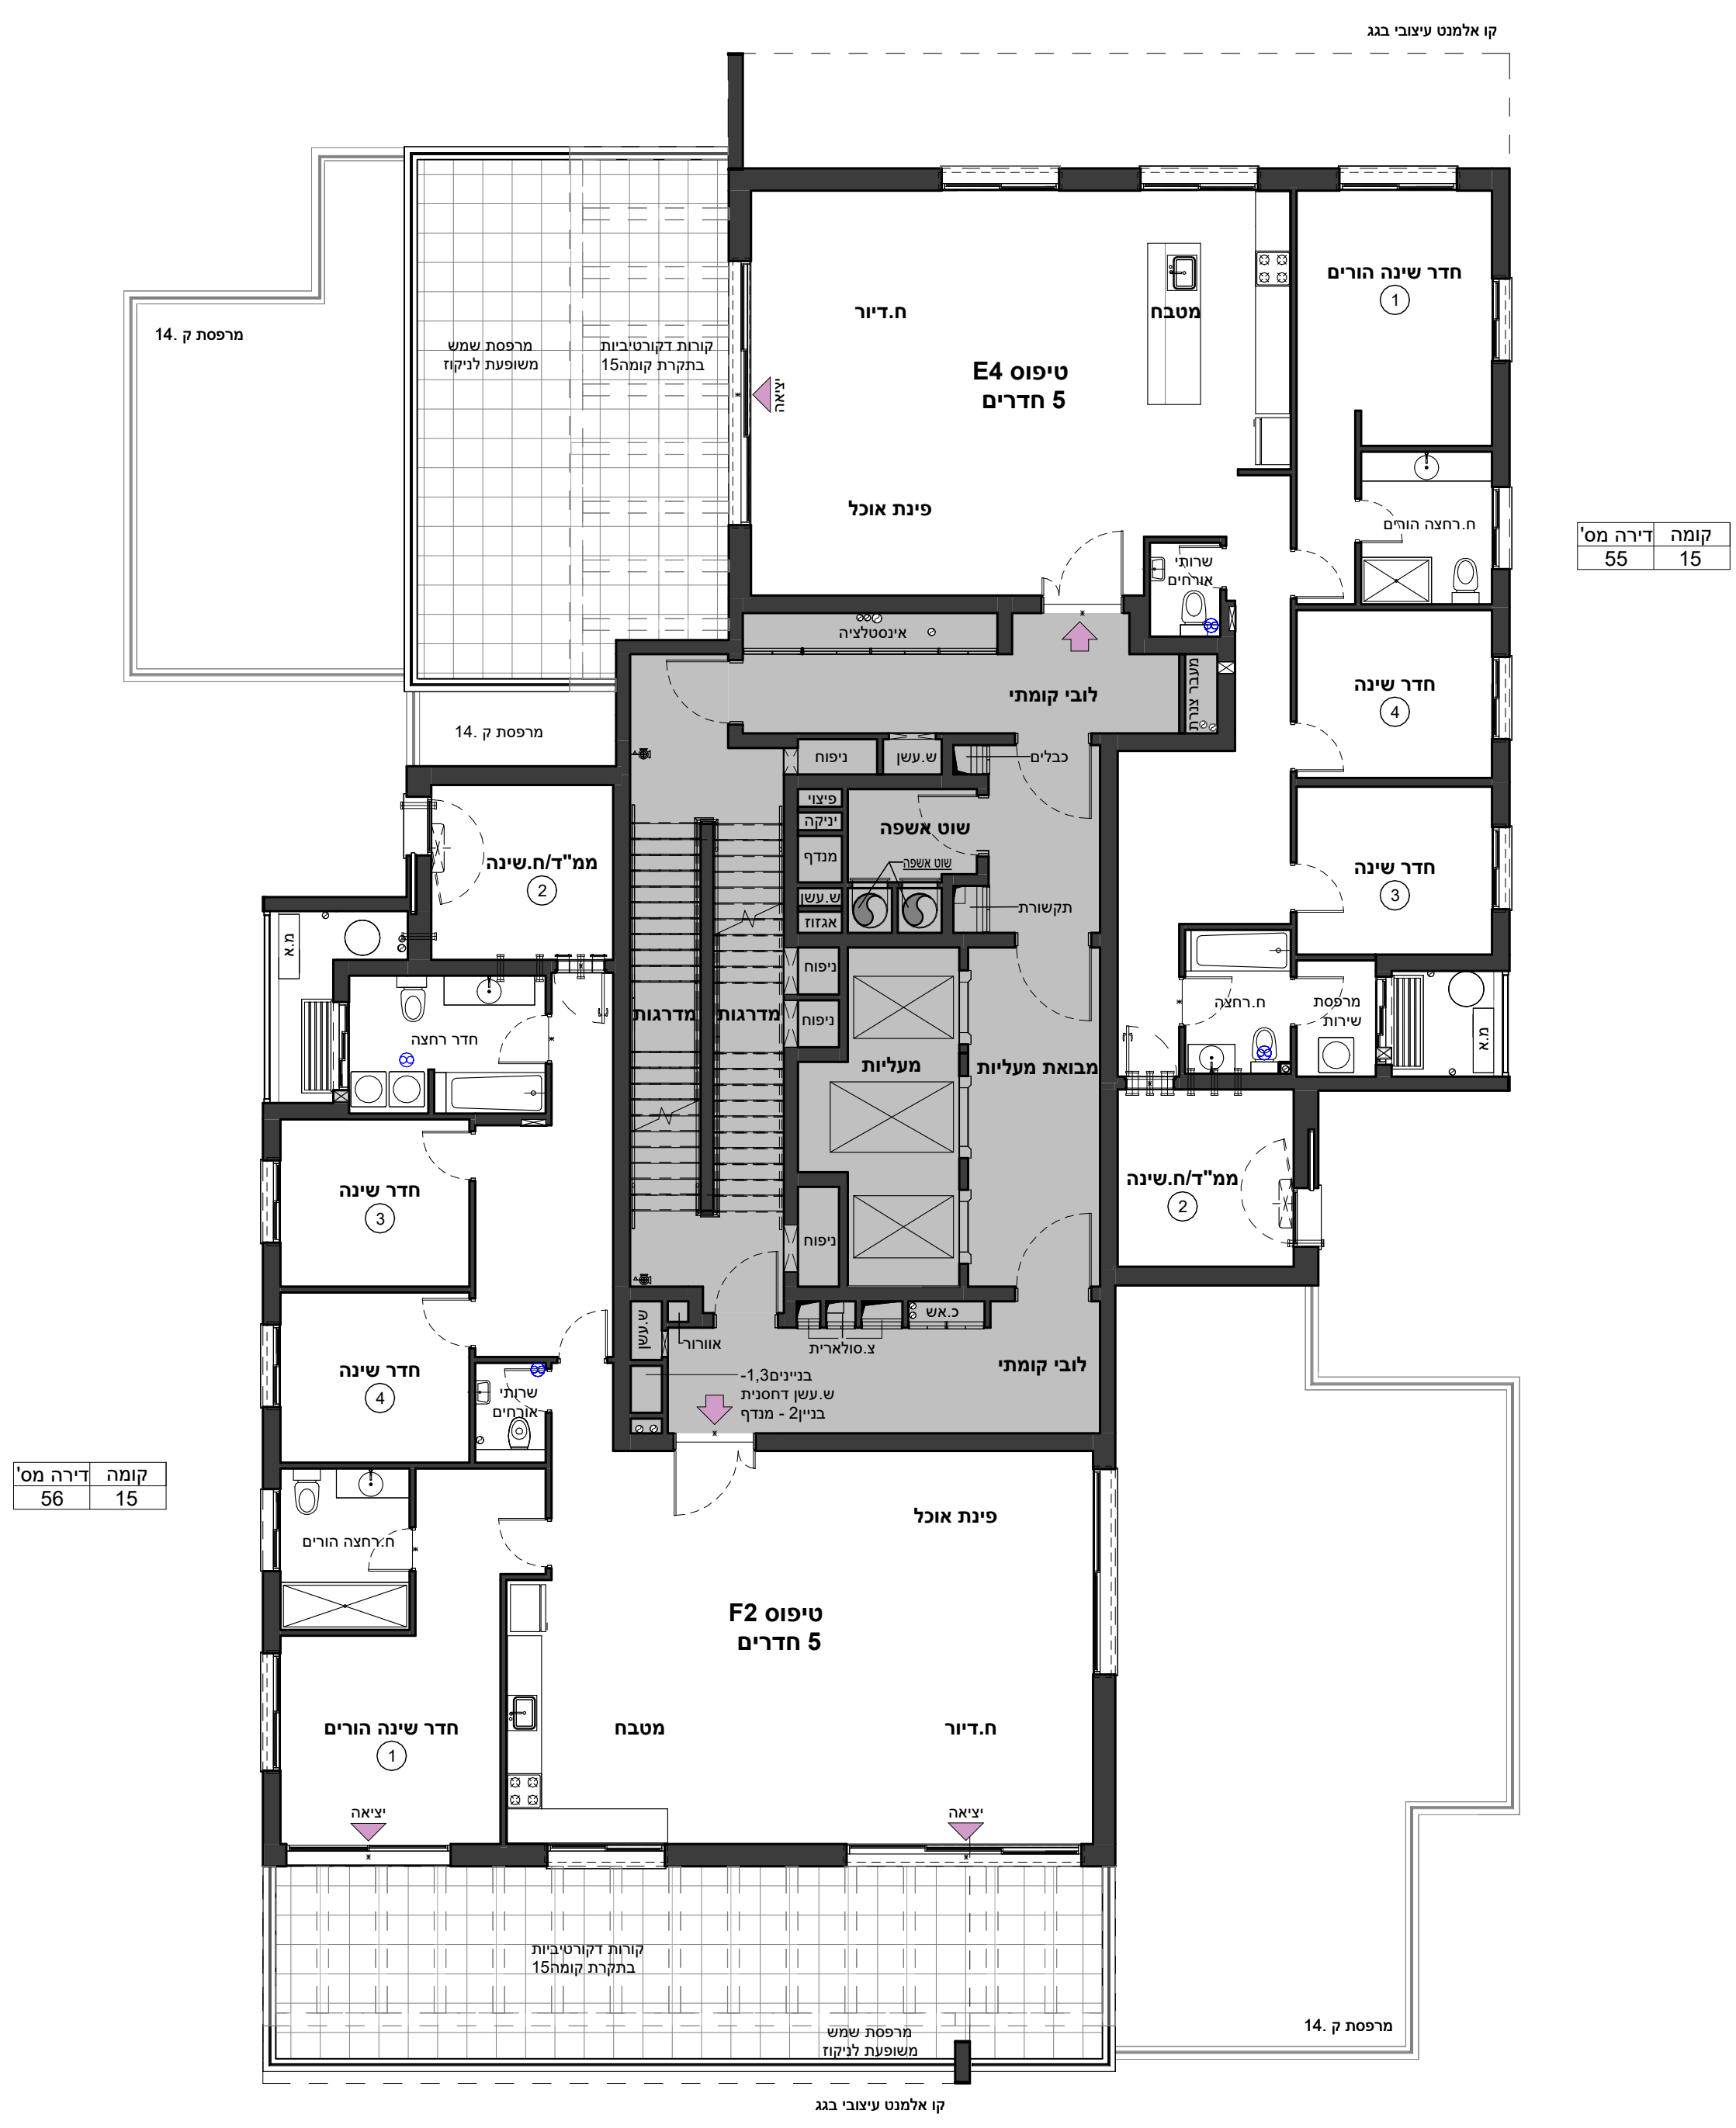 קו אלמנט עיצובי בגג
חדר שינה הורים
1
ח.דיור
מטבח
מרפסת ק .14
מרפסת שמש
משופעת לניקוז
קורות דקורטיביות
בתקרת קומה15
טיפוס E4
5 חדרים
יציאה
פינת אוכל
ח.רחצה הורים
קומה
דירה מס'
15
55
שרותי
אורחים
אינסטלציה
לובי קומתי
מעבר צנרת
חדר שינה
4
מרפסת ק .14
ניפוח
ש.עשן
כבלים
פיצוי
יניקה
שוט אשפה
מנדף
שוט אשפה
ממ"ד/ח.שינה
2
חדר שינה
3
ש.עשן
אגזוז
תקשורת
מ.א
ניפוח
ניפוח
מדרגות
מדרגות
חדר רחצה
ח.רחצה
מרפסת
שירות
מ.א
מעליות
מבואת מעליות
ממ"ד/ח.שינה
2
חדר שינה
3
ניפוח
ש.עשן
אוורור
כ.אש
צ.סולארית
לובי קומתי
חדר שינה
4
בניינים1,3-
ש.עשן דחסנית
בניין2 - מנדף
שרותי
אורחים
קומה
דירה מס'
15
56
פינת אוכל
ח.רחצה הורים
טיפוס F2
5 חדרים
חדר שינה הורים
1
מטבח
ח.דיור
יציאה
יציאה
קורות דקורטיביות
בתקרת קומה15
מרפסת שמש
משופעת לניקוז
מרפסת ק .14
קו אלמנט עיצובי בגג